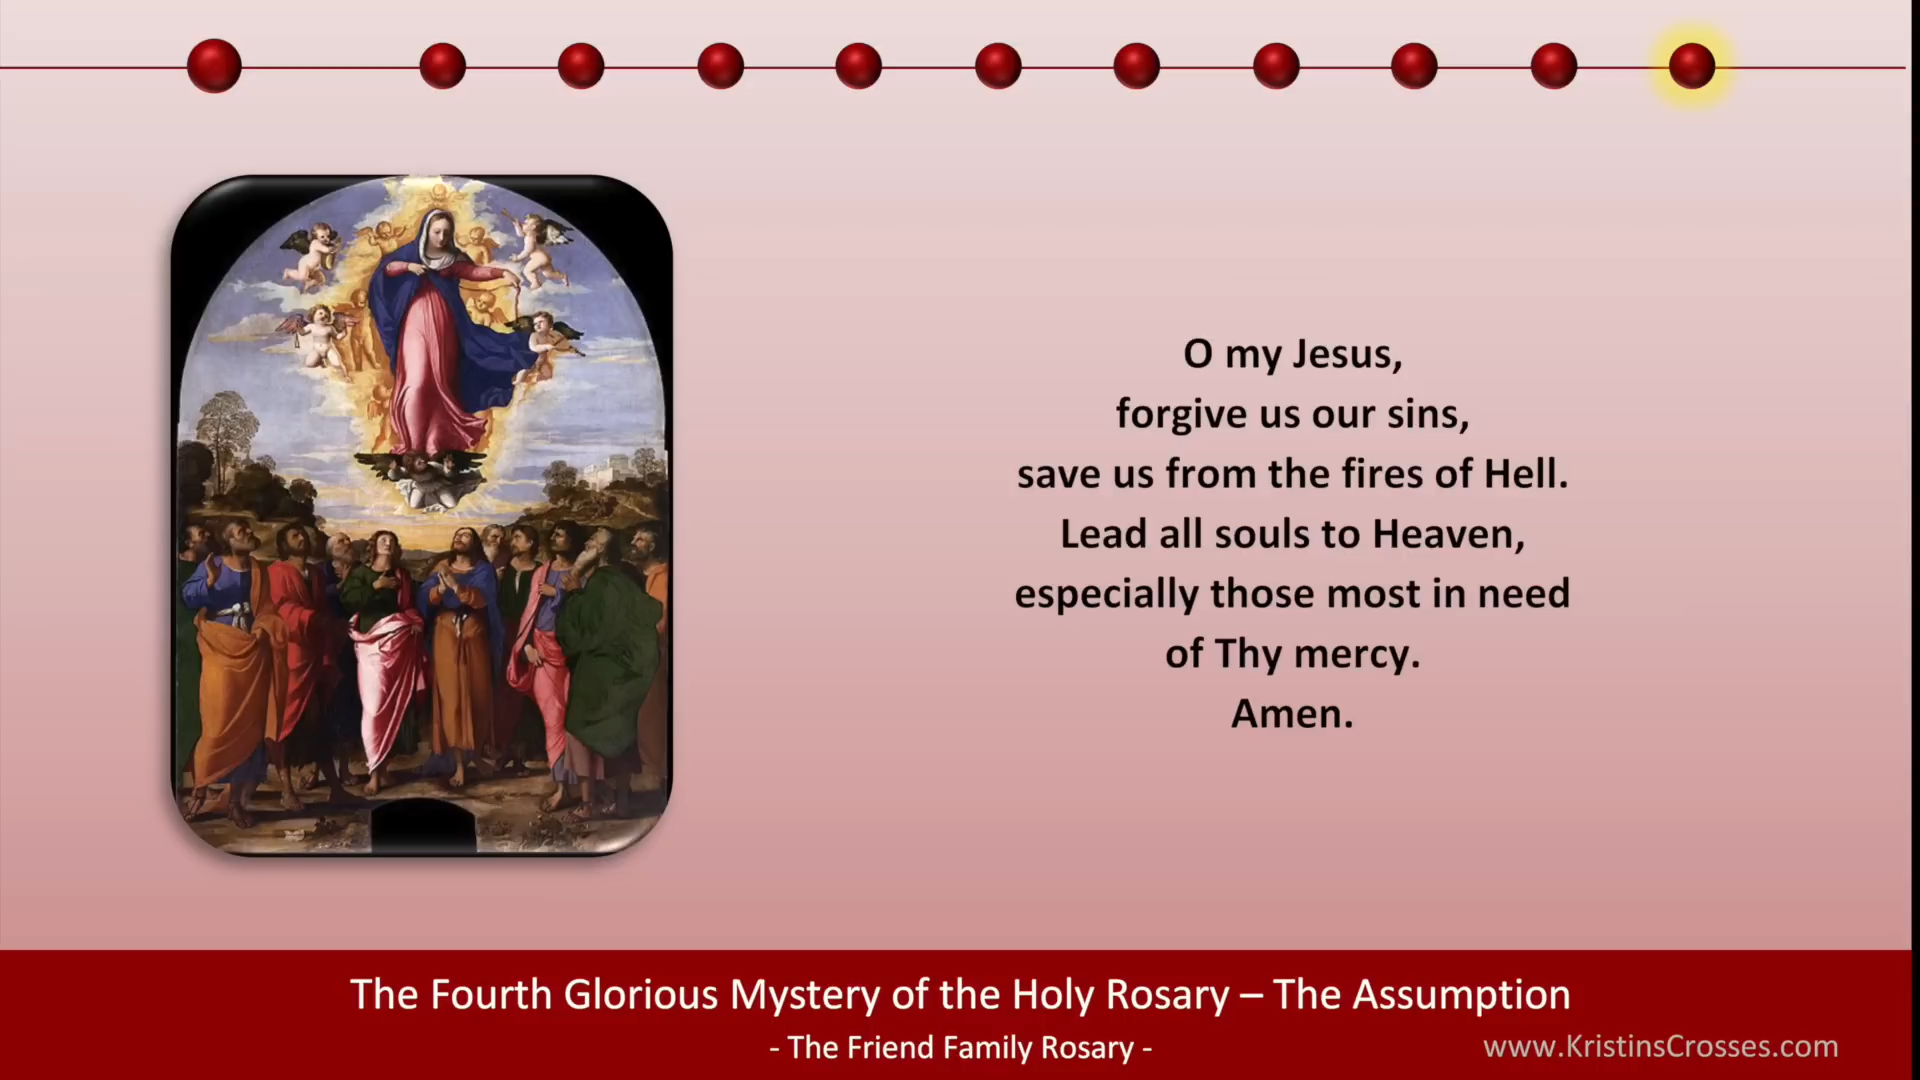 O my Jesus,
forgive us our sins,
save us from the fires of Hell.
Lead all souls to Heaven,
especially those most in need
of Thy mercy.
Amen.
The Fourth Glorious Mystery of the Holy Rosary – The Assumption
- The Friend Family Rosary -
www.KristinsCrosses.com